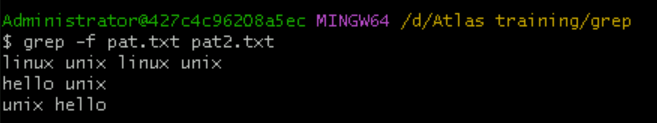 Administrator@427c4c96208a5ec MINGW64 /d/Atlas training/grep
$ grep -f pat.txt pat2.txt
linux unix linux unix
hello unix
unix hello